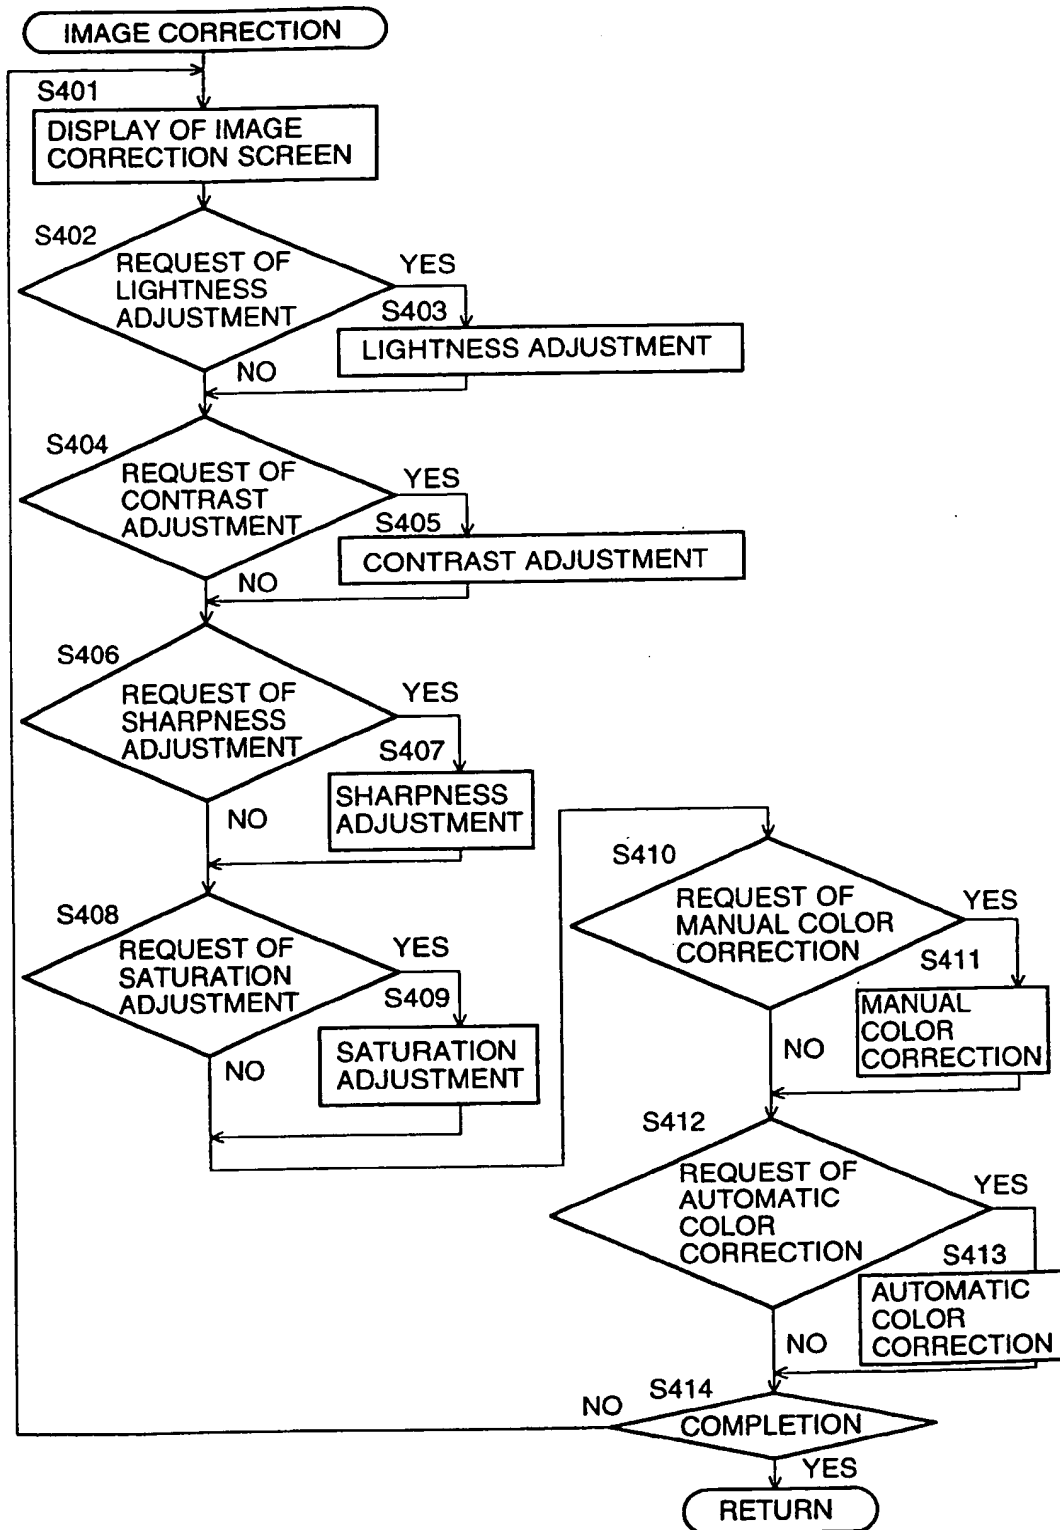 IMAGE CORRECTION
S401
DISPLAY OF IMAGE
CORRECTION SCREEN
S402
REQUEST OF
LIGHTNESS
ADJUSTMENT
YES
S403
LIGHTNESS ADJUSTMENT
NO
S404
REQUEST OF
CONTRAST
ADJUSTMENT
YES
S405
CONTRAST ADJUSTMENT
NO
S406
REQUEST OF
SHARPNESS
ADJUSTMENT
YES
S407
SHARPNESS
ADJUSTMENT
NO
S408
REQUEST OF
SATURATION
ADJUSTMENT
YES
S409
SATURATION
ADJUSTMENT
NO
S410
REQUEST OF
MANUAL COLOR
CORRECTION
YES
S411
MANUAL
COLOR
CORRECTION
NO
S412
REQUEST OF
AUTOMATIC
COLOR
CORRECTION
YES
S413
AUTOMATIC
COLOR
CORRECTION
NO
S414
COMPLETION
NO
YES
RETURN